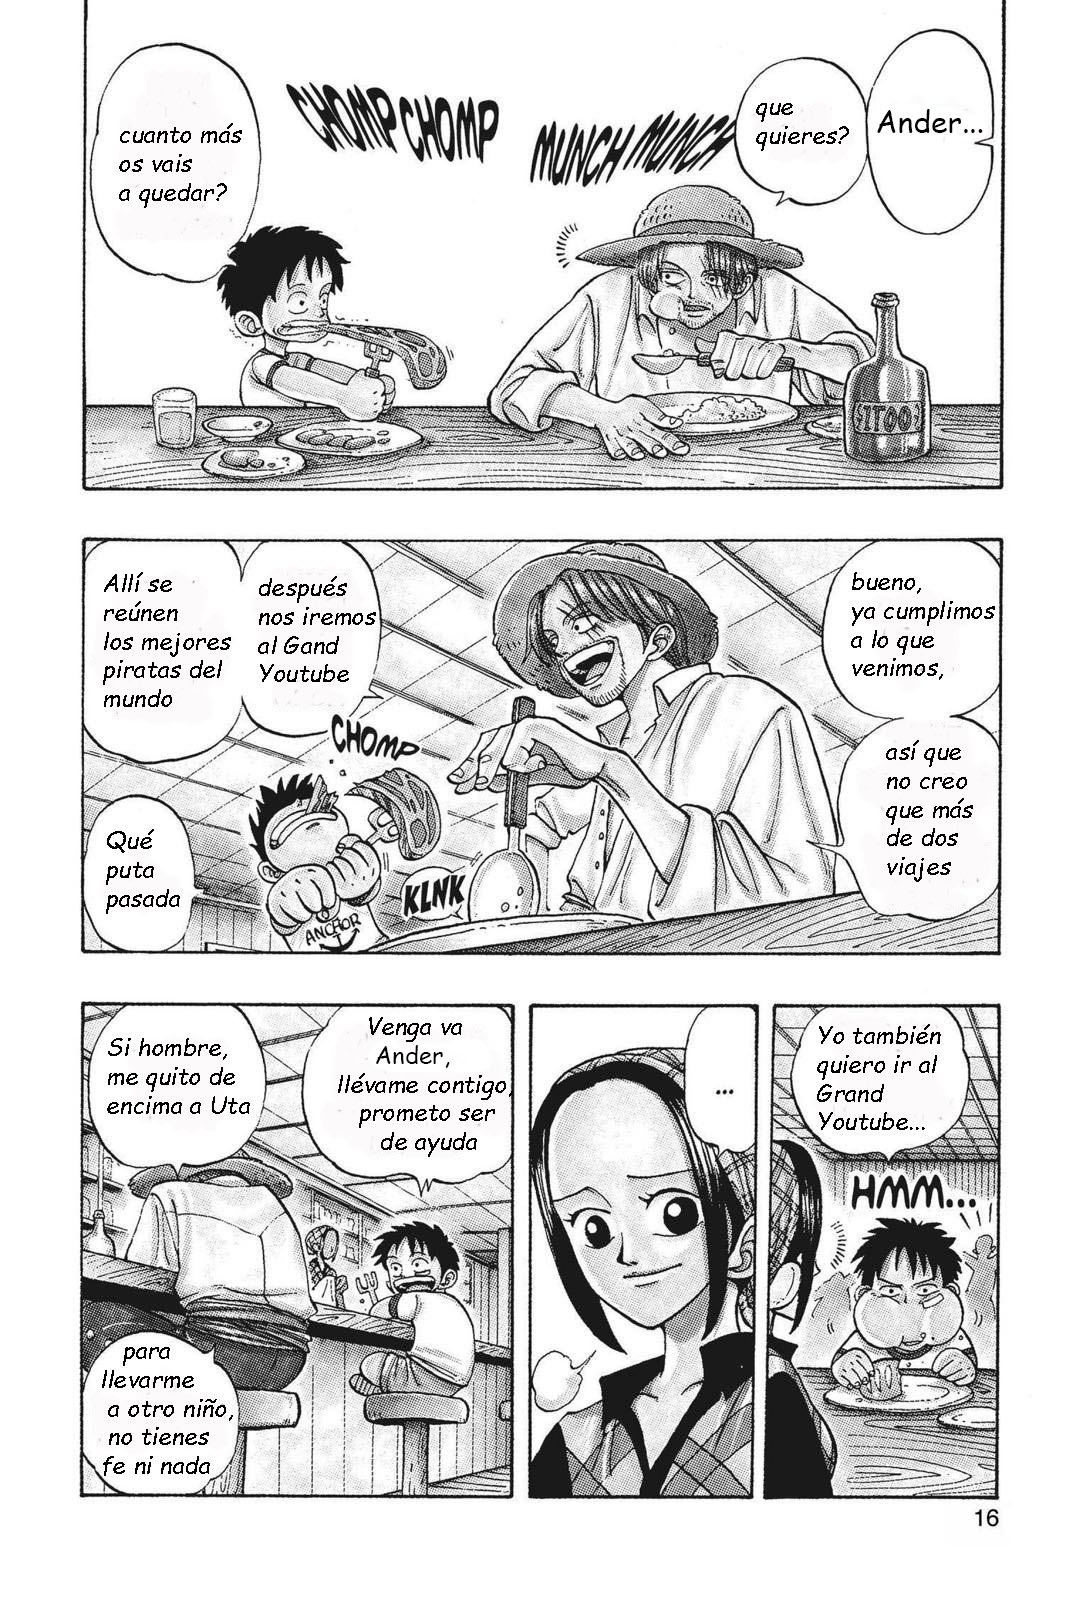 Ander...
que
quieres?
MUNCH MUNCH
CHOMP CHOMP
cuanto más
os vais
a quedar?
bueno,
ya cumplimos
a lo que
venimos,
así que
no creo
que más
de dos
viajes
después
nos iremos
al Gand
Youtube
Allí se
reúnen
los mejores
piratas del
mundo
CHOMP
KLNK
ANCHOR
Qué
puta
pasada
Yo también
quiero ir al
Grand
Youtube...
HMM...
...
Venga va
Ander,
llévame contigo,
prometo ser
de ayuda
Si hombre,
me quito de
encima a Uta
para
llevarme
a otro niño,
no tienes
fe ni nada
16